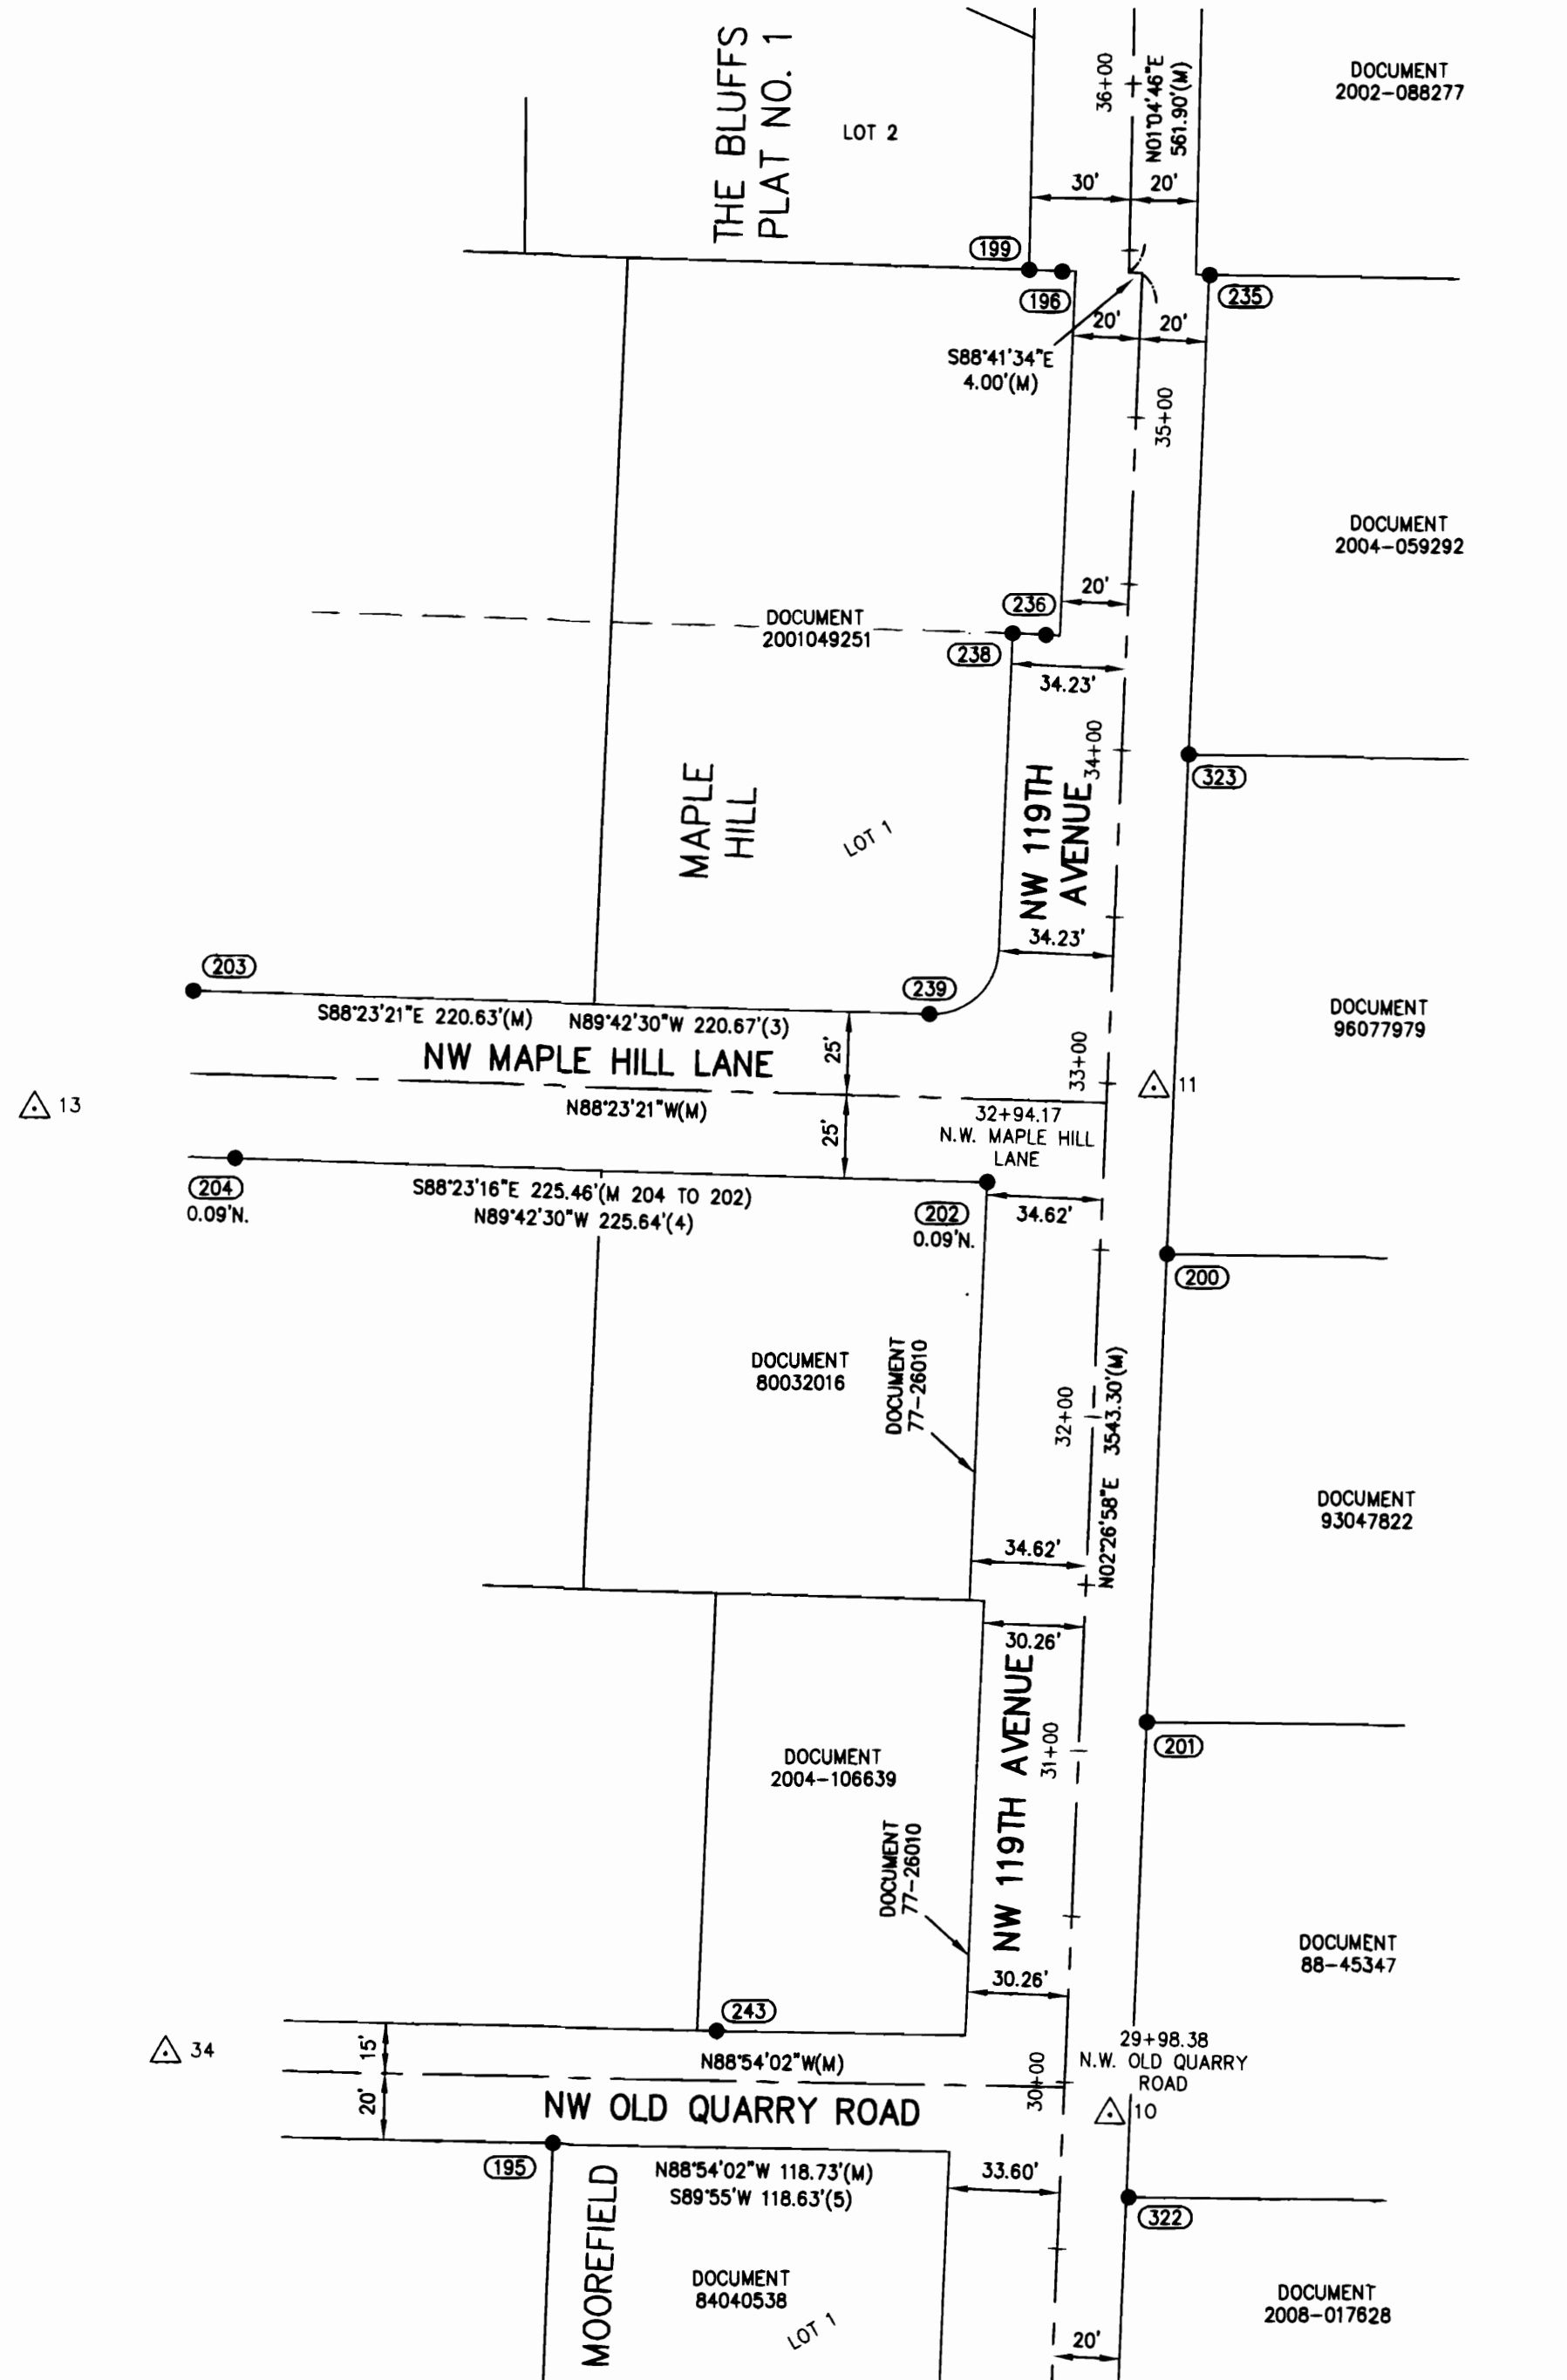 THE BLUFFS
PLAT NO. 1
LOT 2
36+00
N01°04'46"E
561.90'(M)
DOCUMENT
2002-088277
30'
20'
199
196
235
20'
20'
S88°41'34"E
4.00'(M)
35+00
DOCUMENT
2004-059292
20'
236
DOCUMENT
2001049251
238
34.23'
34+00
323
NW 119TH
AVENUE
MAPLE
HILL
LOT 1
34.23'
203
239
S88°23'21"E 220.63'(M)
N89°42'30"W 220.67'(3)
DOCUMENT
96077979
NW MAPLE HILL LANE
25'
33+00
11
13
N88°23'21"W(M)
25'
32+94.17
N.W. MAPLE HILL
LANE
204
0.09'N.
S88°23'16"E 225.46'(M 204 TO 202)
N89°42'30"W 225.64'(4)
202
0.09'N.
34.62'
200
DOCUMENT
80032016
DOCUMENT
77-26010
32+00
N02°26'58"E 3543.30'(M)
DOCUMENT
93047822
34.62'
30.26'
NW 119TH AVENUE
31+00
201
DOCUMENT
2004-106639
DOCUMENT
77-26010
DOCUMENT
88-45347
30.26'
243
34
15'
N88°54'02"W(M)
30+00
29+98.38
N.W. OLD QUARRY
ROAD
20'
NW OLD QUARRY ROAD
10
195
N88°54'02"W 118.73'(M)
S89°55'W 118.63'(5)
33.60'
322
MOOREFIELD
DOCUMENT
84040538
LOT 1
DOCUMENT
2008-017628
20'